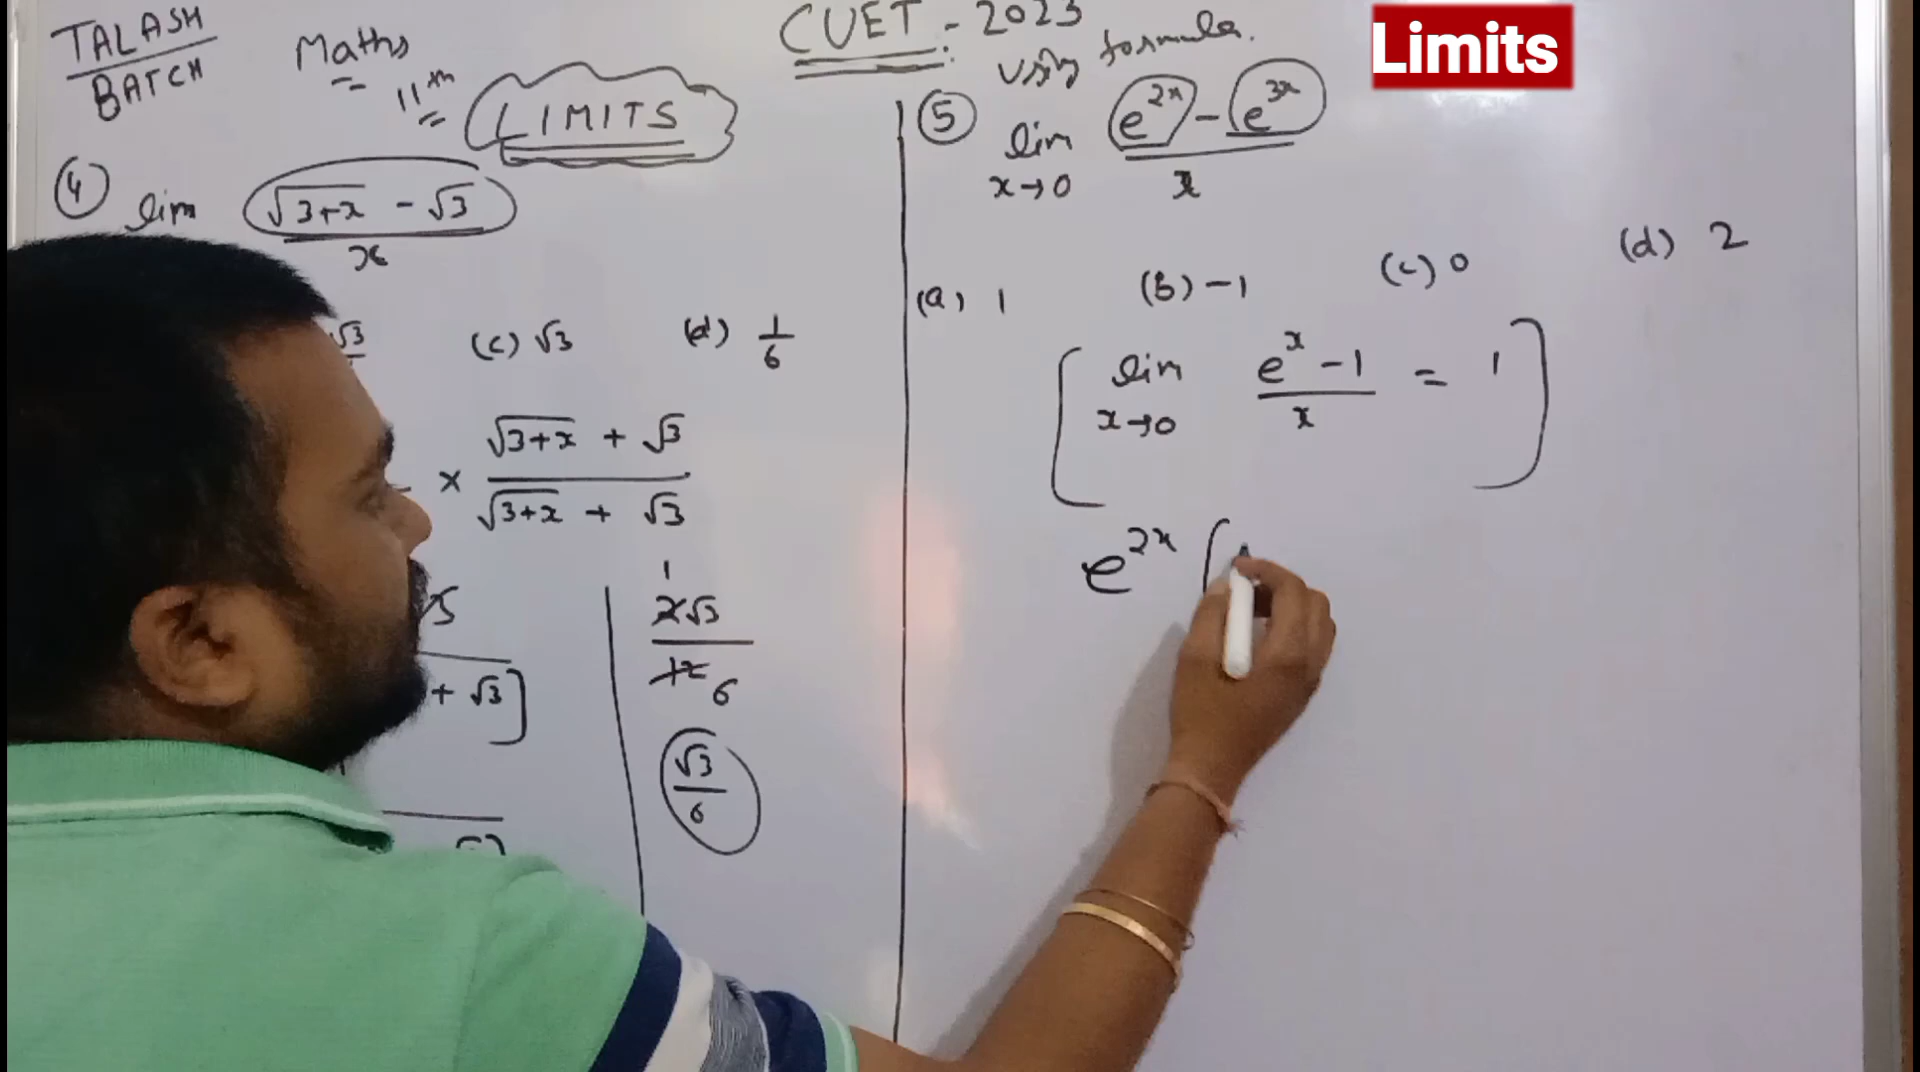 TALASH
BATCH
Maths
11th
LIMITS
CUET - 2023
Limits
④ lim (√3+x - √3)/x
√3
(c) √3
(d) 1/6
× (√3+x + √3)/(√3+x + √3)
+ √3]
1
2√3
12 6
√3/6
⑤ Using formula.
lim x→0 (e^2x - e^3x)/x
(a) 1 (b) -1 (c) 0 (d) 2
[lim x→0 (e^x - 1)/x = 1]
e^2x (